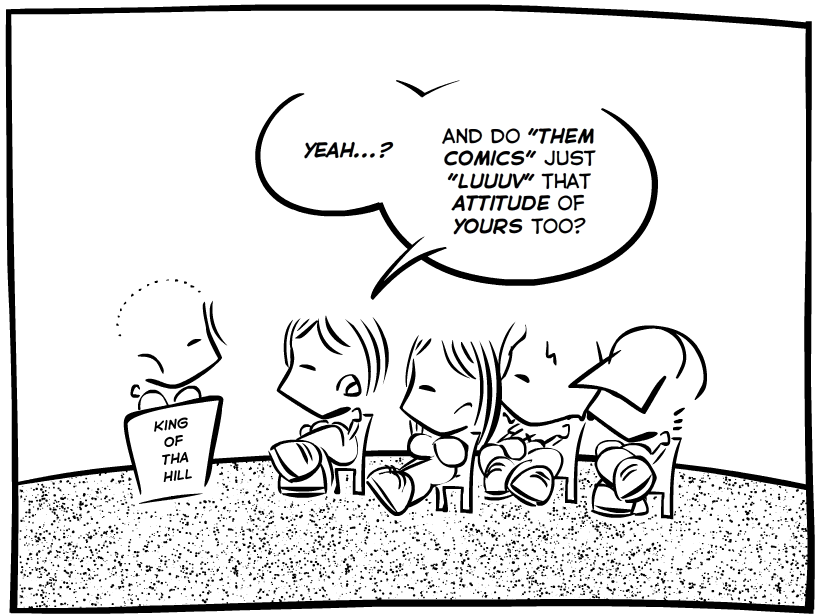 YEAH...?
AND DO "THEM
COMICS" JUST
"LUUUV" THAT
ATTITUDE OF
YOURS TOO?
KING
OF
THA
HILL